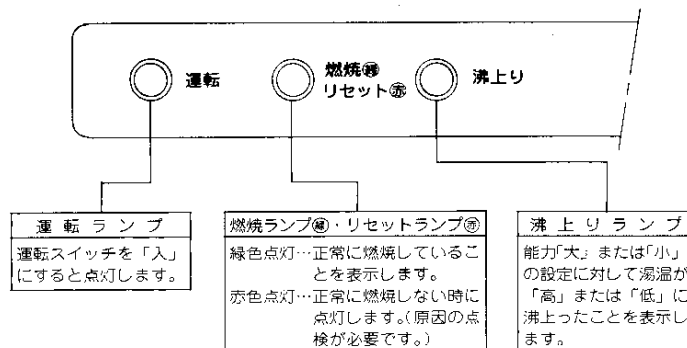 運転
燃焼㊙緑
リセット㊙赤
沸上り
運転ランプ
運転スイッチを「入」
にすると点灯します。
燃焼ランプ緑・リセットランプ赤
緑色点灯…正常に燃焼しているこ
とを表示します。
赤色点灯…正常に燃焼しない時に
点灯します。(原因の点
検が必要です。)
沸上りランプ
能力「大」または「小」
の設定に対して湯温が
「高」または「低」に
沸上ったことを表示し
ます。